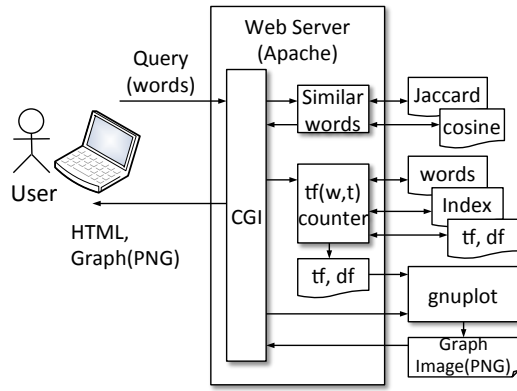 Web Server
(Apache)
Query
(words)
User
HTML,
Graph(PNG)
CGI
Similar
words
Jaccard
cosine
tf(w,t)
counter
words
Index
tf, df
tf, df
gnuplot
Graph
Image(PNG)